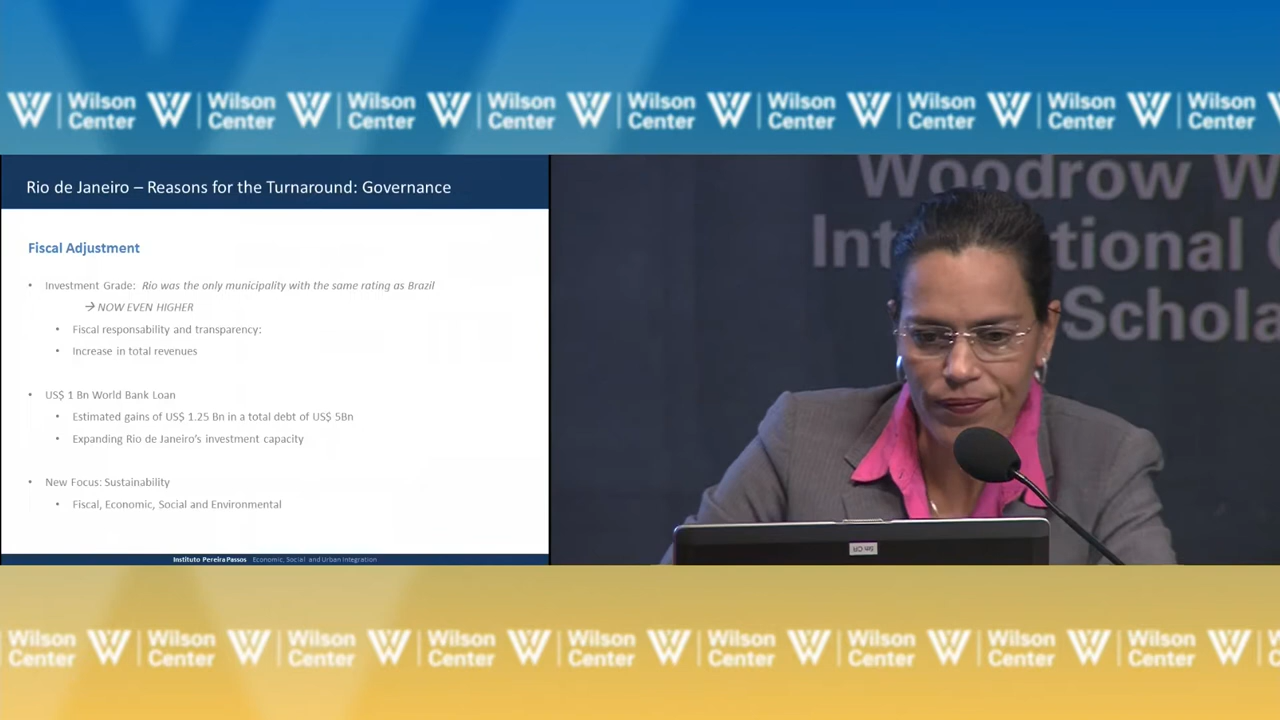 Wilson Center Wilson Center Wilson Center Wilson Center Wilson Center Wilson Center Wilson Center Wilson Center Wilson Center
Rio de Janeiro – Reasons for the Turnaround: Governance
Fiscal Adjustment
• Investment Grade: Rio was the only municipality with the same rating as Brazil
→ NOW EVEN HIGHER
• Fiscal responsability and transparency:
• Increase in total revenues
• US$ 1 Bn World Bank Loan
• Estimated gains of US$ 1.25 Bn in a total debt of US$ 5Bn
• Expanding Rio de Janeiro's investment capacity
• New Focus: Sustainability
• Fiscal, Economic, Social and Environmental
Instituto Pereira Passos Economic, Social and Urban Integration
Woodrow W
Int tional C
Schola
Wilson Center Wilson Center Wilson Center Wilson Center Wilson Center Wilson Center Wilson Center Wilson Center Wilson Center